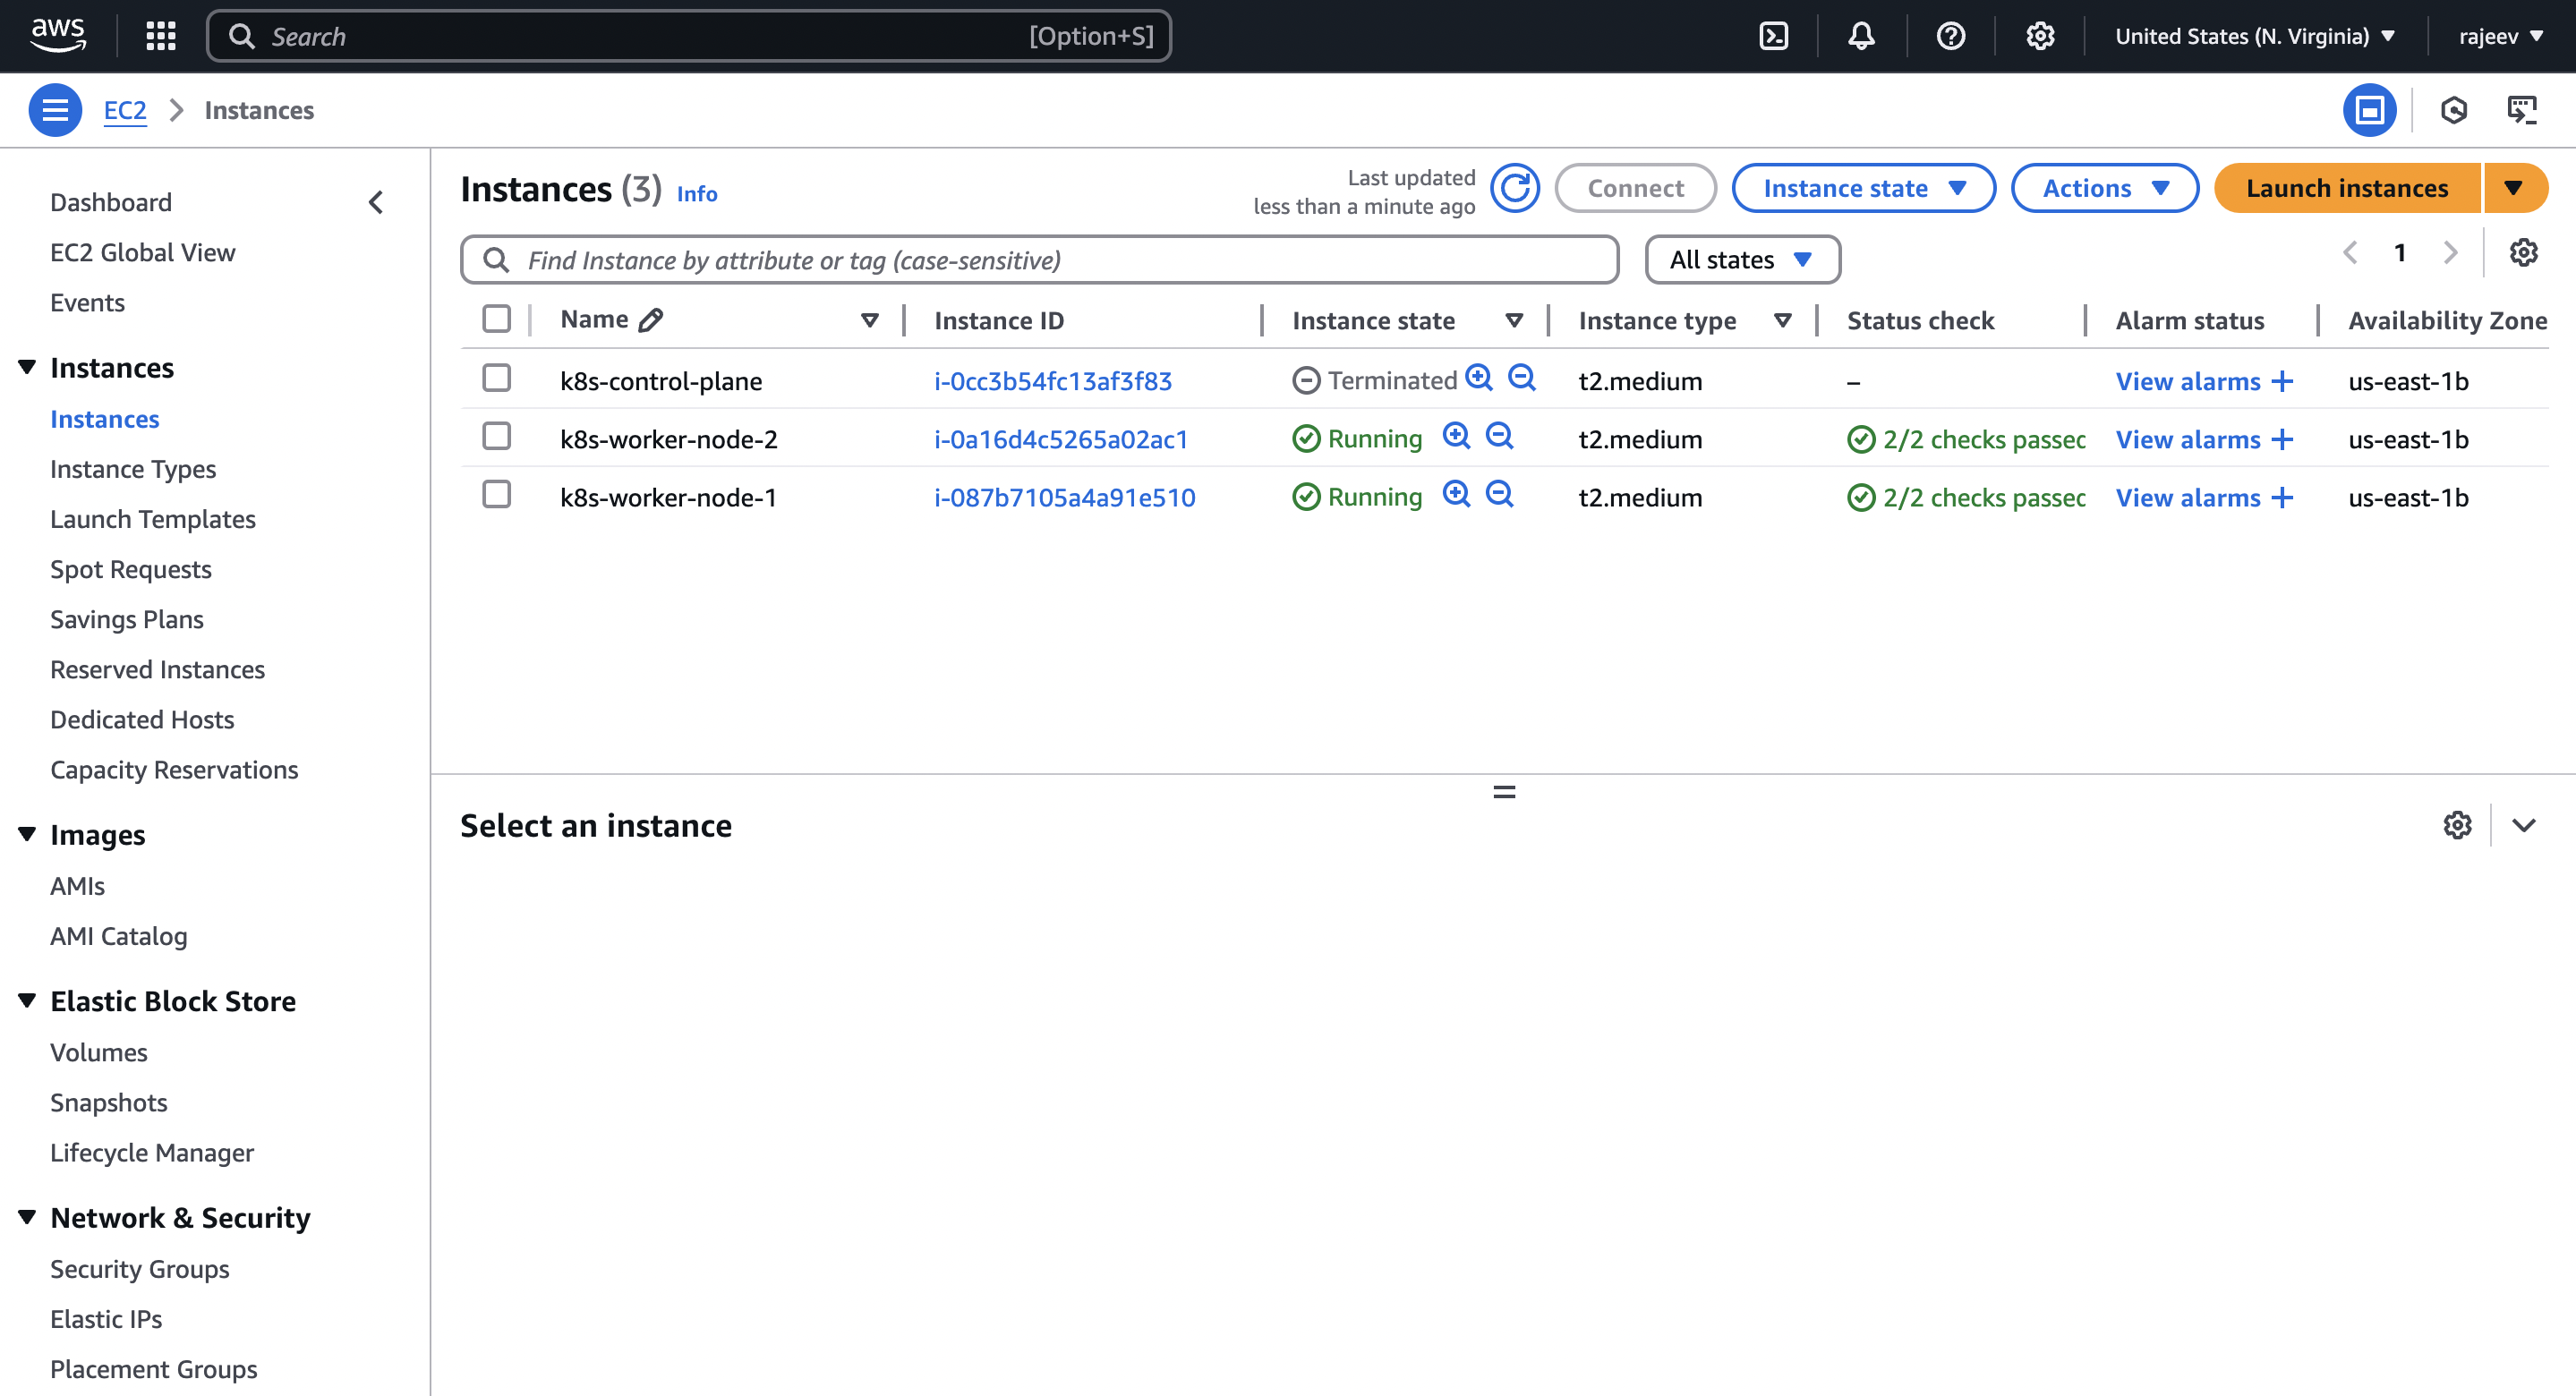 aws
Search [Option+S]
United States (N. Virginia)
rajeev
EC2
Instances
Dashboard
EC2 Global View
Events
Instances
Instances
Instance Types
Launch Templates
Spot Requests
Savings Plans
Reserved Instances
Dedicated Hosts
Capacity Reservations
Images
AMIs
AMI Catalog
Elastic Block Store
Volumes
Snapshots
Lifecycle Manager
Network & Security
Security Groups
Elastic IPs
Placement Groups
Instances (3) Info
Last updated
less than a minute ago
Connect
Instance state
Actions
Launch instances
Find Instance by attribute or tag (case-sensitive)
All states
1
Name Instance ID Instance state Instance type Status check Alarm status Availability Zone
k8s-control-plane i-0cc3b54fc13af3f83 Terminated t2.medium – View alarms + us-east-1b
k8s-worker-node-2 i-0a16d4c5265a02ac1 Running t2.medium 2/2 checks passec View alarms + us-east-1b
k8s-worker-node-1 i-087b7105a4a91e510 Running t2.medium 2/2 checks passec View alarms + us-east-1b
Select an instance